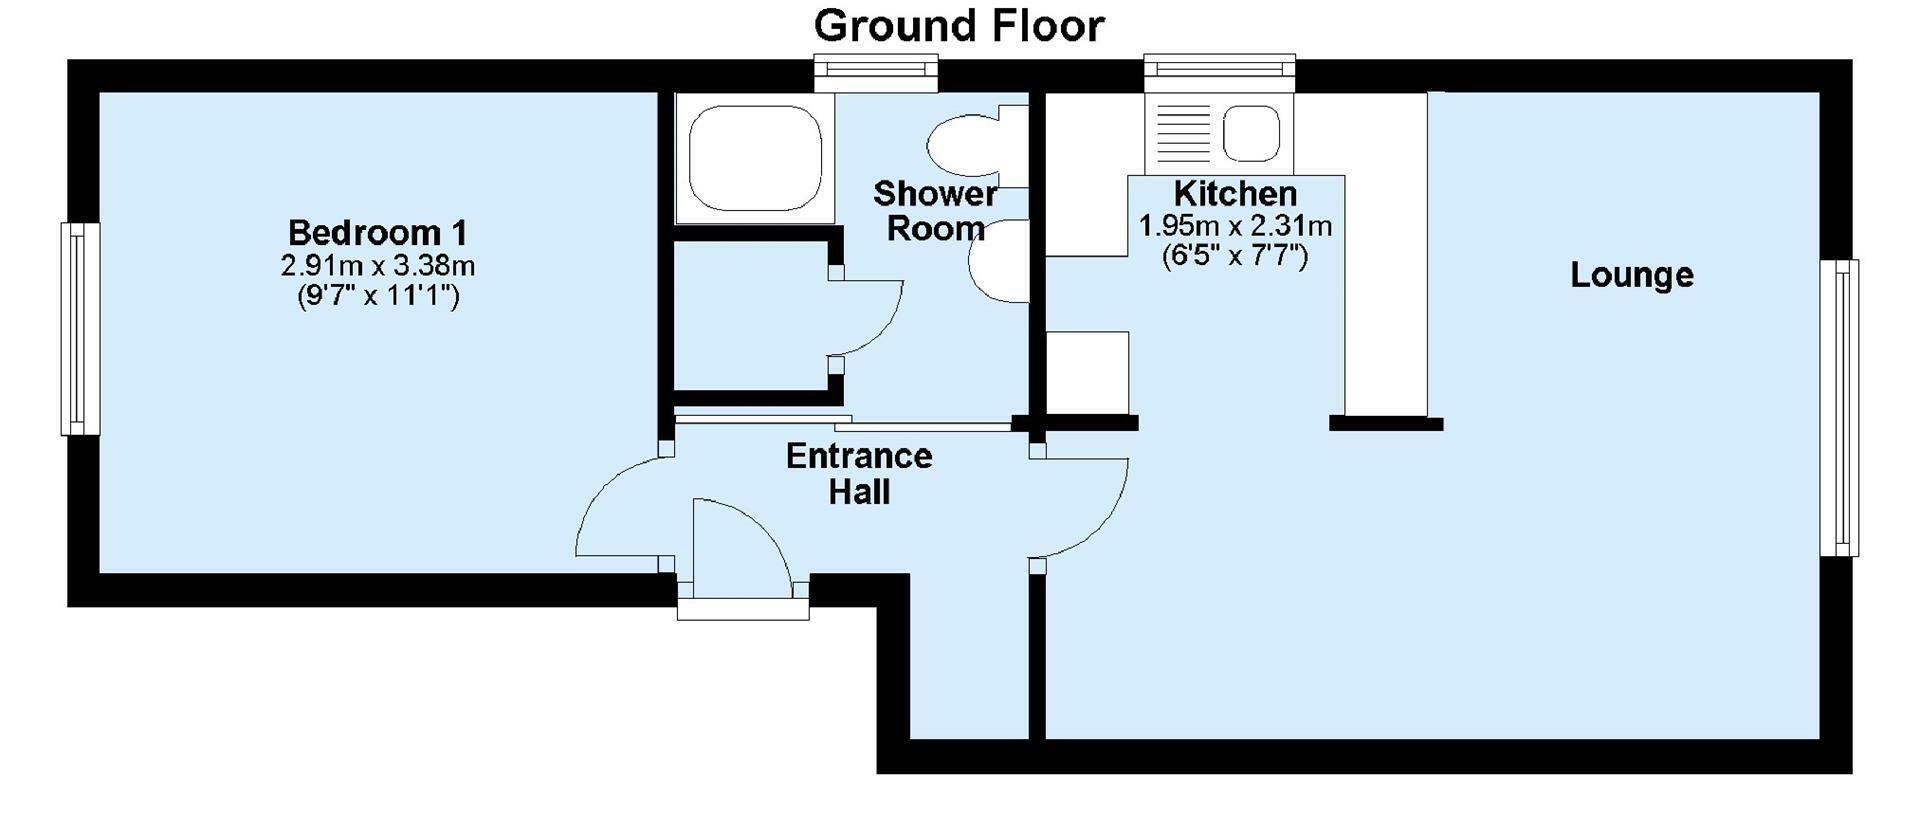 Ground Floor
Bedroom 1
2.91m x 3.38m
(9'7" x 11'1")
Shower
Room
Kitchen
1.95m x 2.31m
(6'5" x 7'7")
Lounge
Entrance
Hall